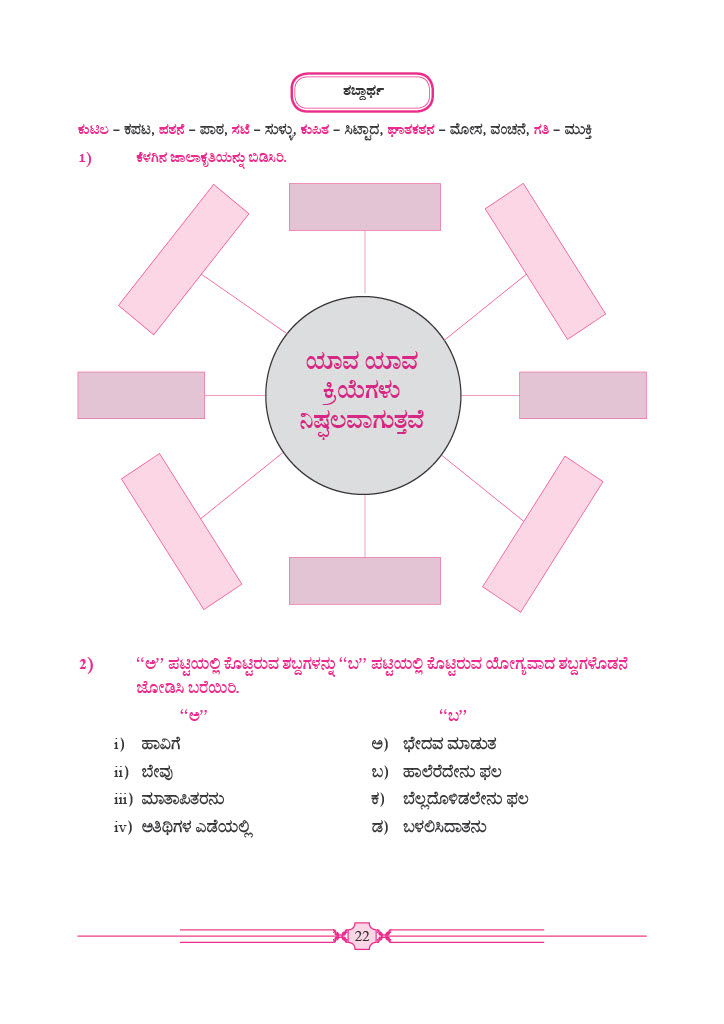 ಶಬ್ದಾರ್ಥ
ಕುಟಿಲ – ಕಪಟ, ಪಠನೆ – ಪಾಠ, ಸಟೆ – ಸುಳ್ಳು, ಕುಪಿತ – ಸಿಟ್ಟಾದ, ಘಾತಕತನ – ಮೋಸ, ವಂಚನೆ, ಗತಿ – ಮುಕ್ತಿ
1) ಕೆಳಗಿನ ಜಾಲಾಕೃತಿಯನ್ನು ಬಿಡಿಸಿರಿ.
ಯಾವ ಯಾವ
ಕ್ರಿಯೆಗಳು
ನಿಷ್ಫಲವಾಗುತ್ತವೆ
2) “ಅ” ಪಟ್ಟಿಯಲ್ಲಿ ಕೊಟ್ಟಿರುವ ಶಬ್ದಗಳನ್ನು “ಬ” ಪಟ್ಟಿಯಲ್ಲಿ ಕೊಟ್ಟಿರುವ ಯೋಗ್ಯವಾದ ಶಬ್ದಗಳೊಡನೆ
ಜೋಡಿಸಿ ಬರೆಯಿರಿ.
“ಅ” “ಬ”
i) ಹಾವಿಗೆ ಅ) ಭೇದವ ಮಾಡುತ
ii) ಬೇವು ಬ) ಹಾಲೆರೆದೇನು ಫಲ
iii) ಮಾತಾಪಿತರನು ಕ) ಬೆಲ್ಲದೊಳಿಡಲೇನು ಫಲ
iv) ಅತಿಥಿಗಳ ಎಡೆಯಲ್ಲಿ ಡ) ಬಳಲಿಸಿದಾತನು
22